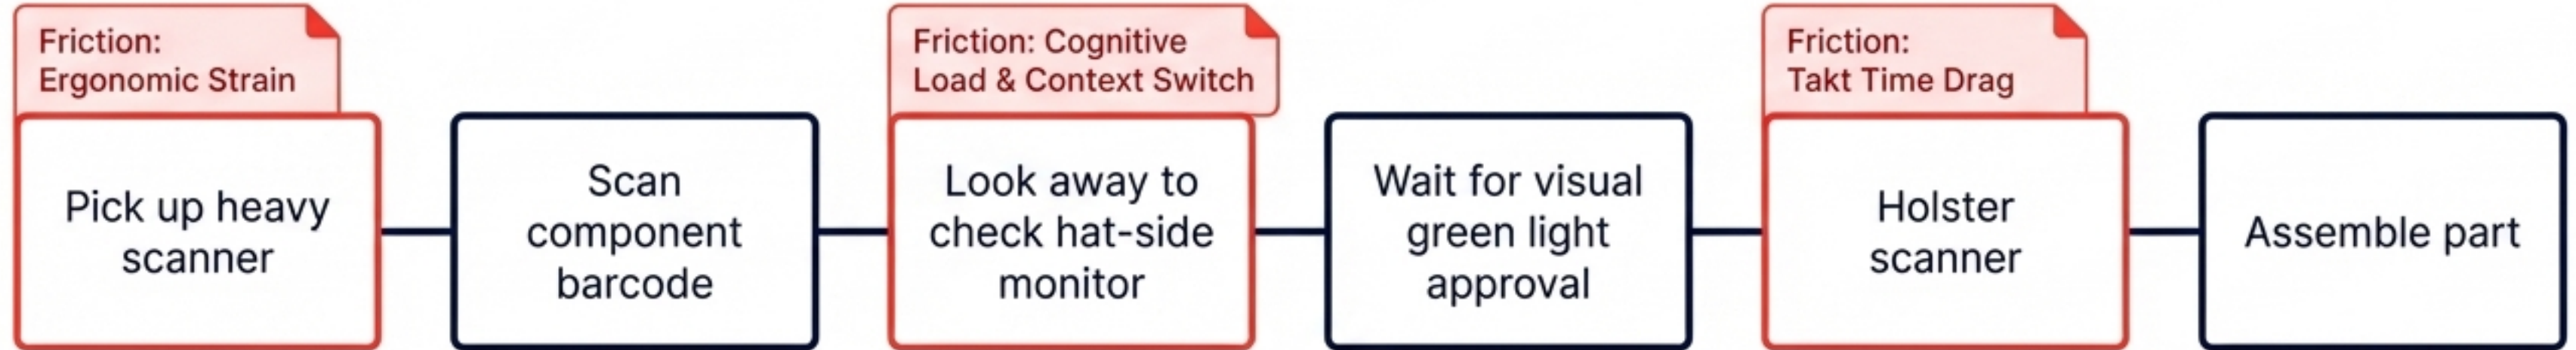 Friction:
Ergonomic Strain
Pick up heavy
scanner
Scan
component
barcode
Friction: Cognitive
Load & Context Switch
Look away to
check hat-side
monitor
Wait for visual
green light
approval
Friction:
Takt Time Drag
Holster
scanner
Assemble part